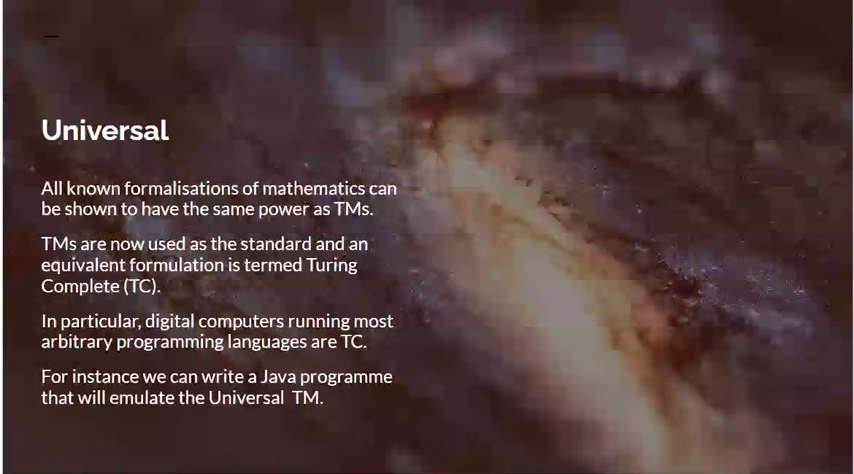 Universal
All known formalisations of mathematics can
be shown to have the same power as TMs.
TMs are now used as the standard and an
equivalent formulation is termed Turing
Complete (TC).
In particular, digital computers running most
arbitrary programming languages are TC.
For instance we can write a Java programme
that will emulate the Universal TM.